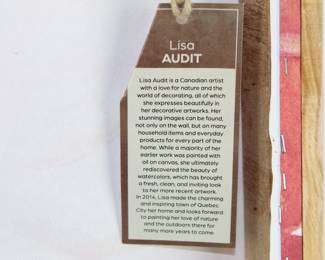 Lisa
AUDIT
Lisa Audit is a Canadian artist
with a love for nature and the
world of decorating, all of which
she expresses beautifully in
her decorative artworks. Her
stunning images can be found,
not only on the wall, but on many
household items and everyday
products for every part of the
home. While a majority of her
earlier work was painted with
oil on canvas, she ultimately
rediscovered the beauty of
watercolors, which has brought
a fresh, clean, and inviting look
to her more recent artwork.
In 2014, Lisa made the charming
and inspiring town of Quebec
City her home and looks forward
to painting her love of nature
and the outdoors there for
many more years to come.